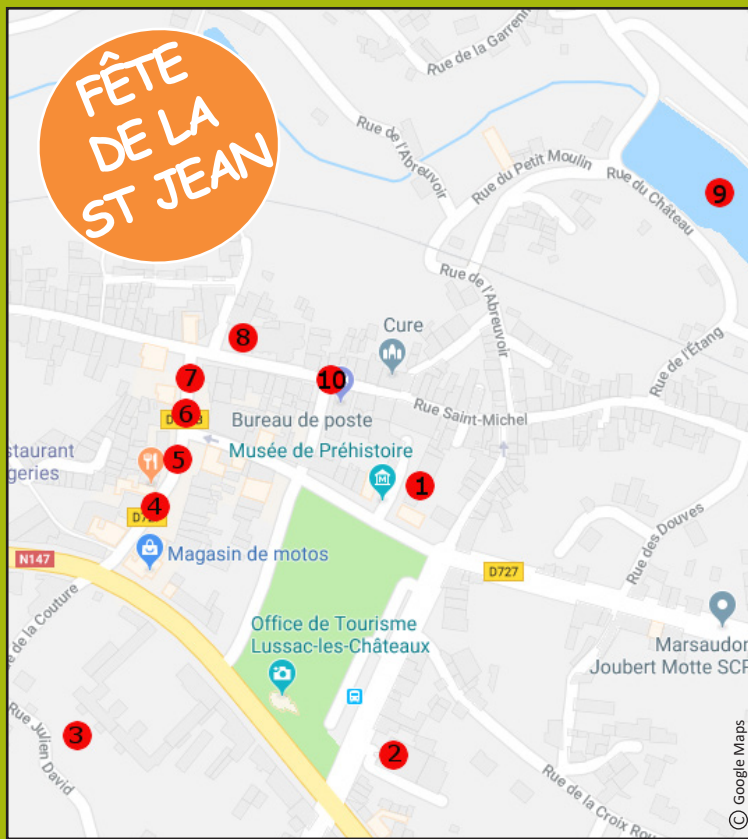 FÊTE
DE LA
ST JEAN
Rue de la Garenn
Rue de l'Abreuvoir
Rue du Petit Moulin
Rue du Château
9
Rue de l'Abreuvoir
Rue de l'Étang
Cure
8
7
10
Rue Saint-Michel
6
Bureau de poste
staurant
geries
5
Musée de Préhistoire
1
4
Magasin de motos
N147
D727
Rue des Douves
e de la Couture
Office de Tourisme
Lussac-les-Châteaux
Marsaudon
Joubert Motte SCP
3
Rue Julien David
2
Rue de la Croix Rou
© Google Maps